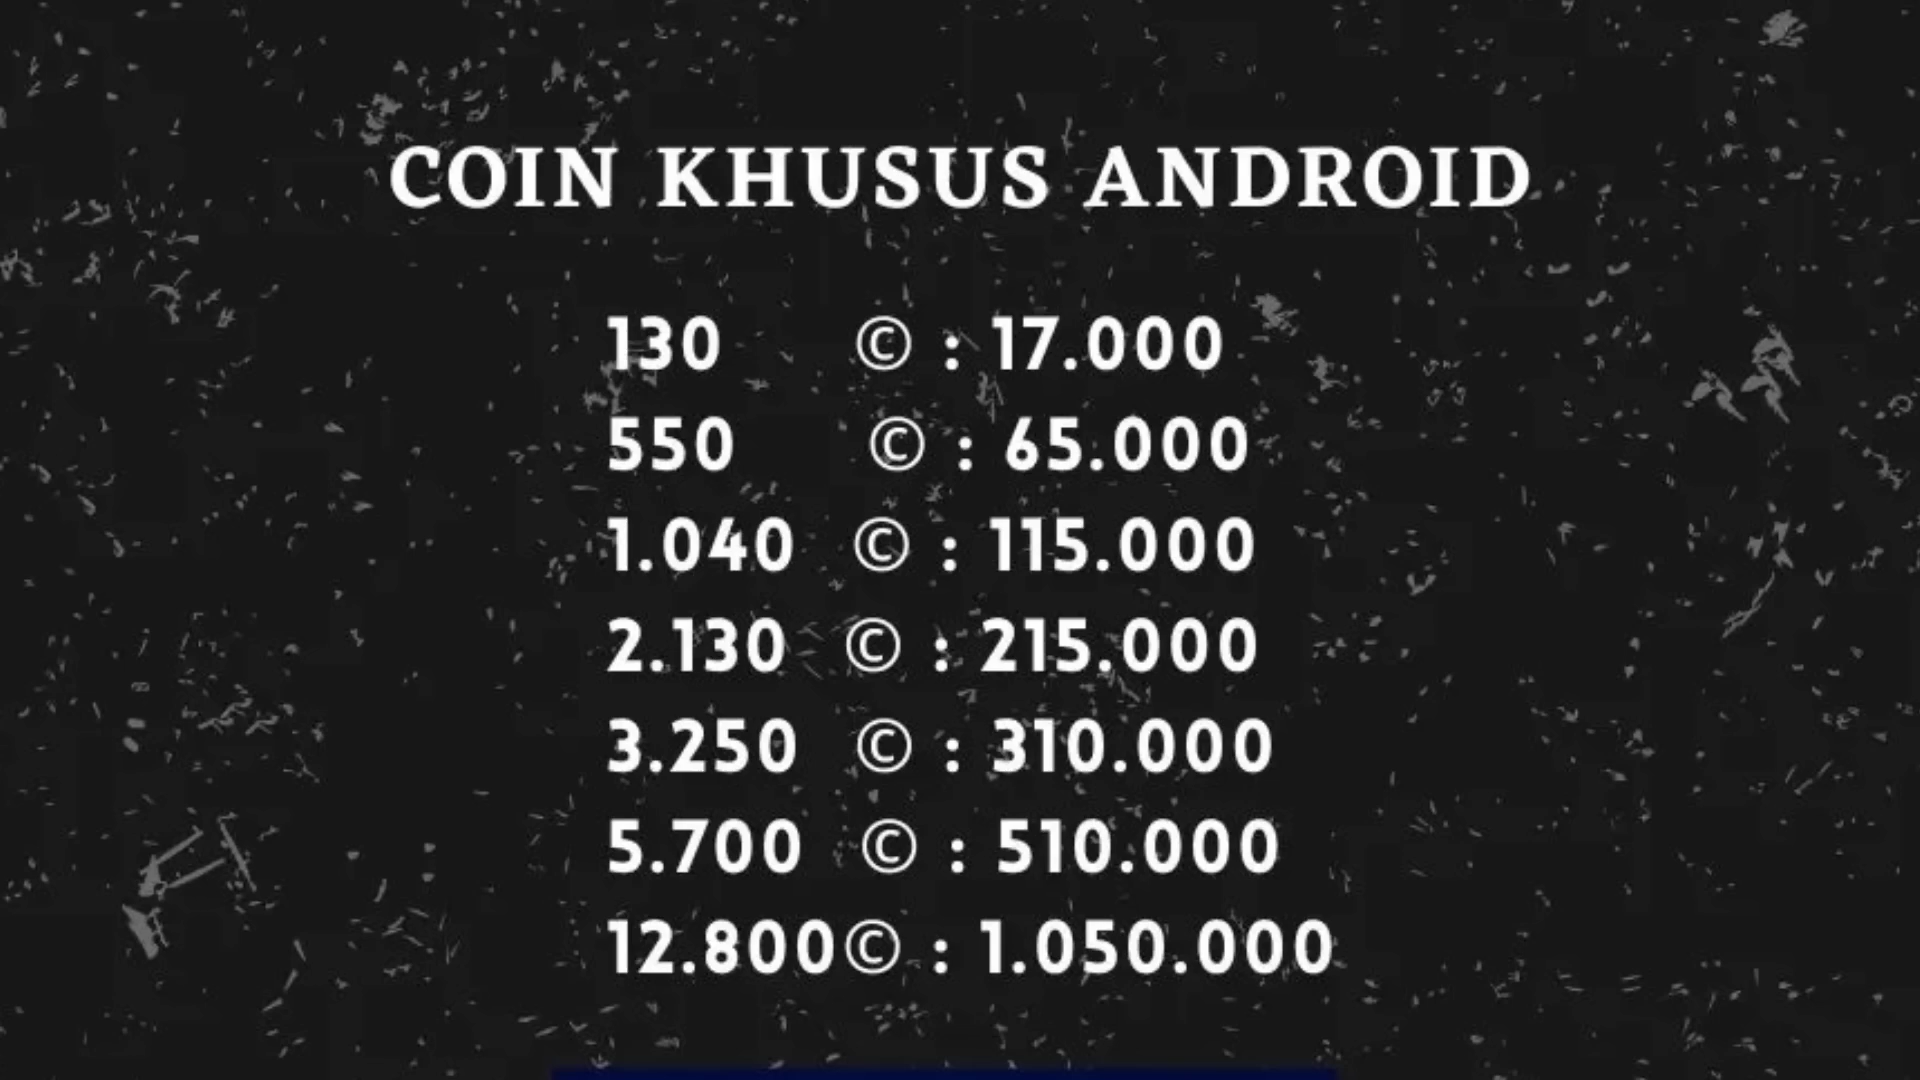 COIN KHUSUS ANDROID
130 © : 17.000
550 © : 65.000
1.040 © : 115.000
2.130 © : 215.000
3.250 © : 310.000
5.700 © : 510.000
12.800© : 1.050.000